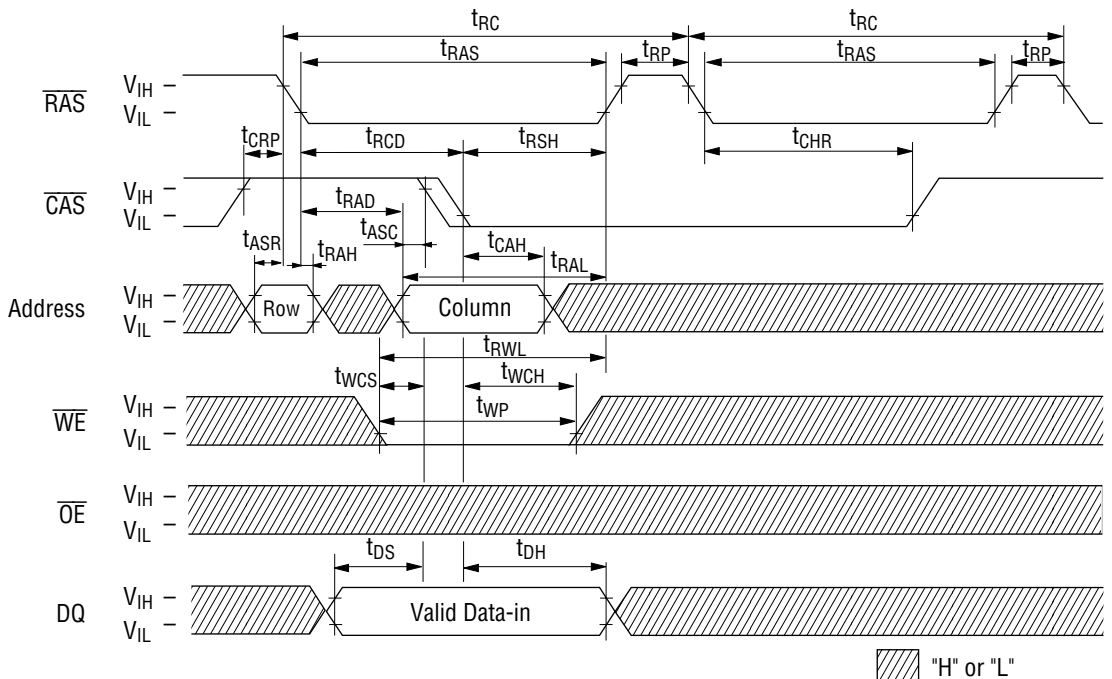 tRC tRC
tRAS tRP tRAS tRP
RAS VIH VIL
tCRP tRCD tRSH tCHR
CAS VIH VIL
tRAD
tASR tRAH tASC tCAH tRAL
Address VIH VIL Row Column
tRWL
tWCS tWCH
WE VIH VIL tWP
OE VIH VIL
tDS tDH
DQ VIH VIL Valid Data-in
"H" or "L"